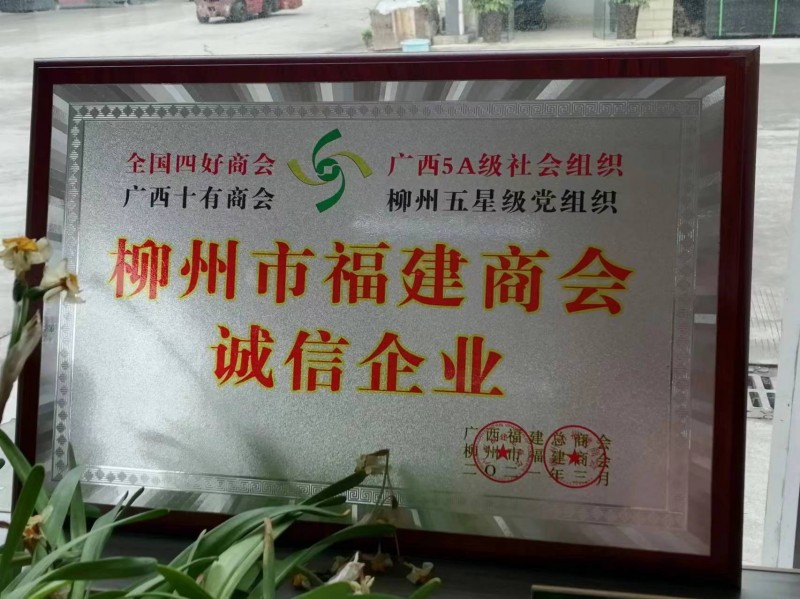 全国四好商会
广西5A级社会组织
广西十有商会
柳州五星级党组织
柳州市福建商会
诚信企业
广西福建总商会
柳州市福建商会
二〇二一年三月